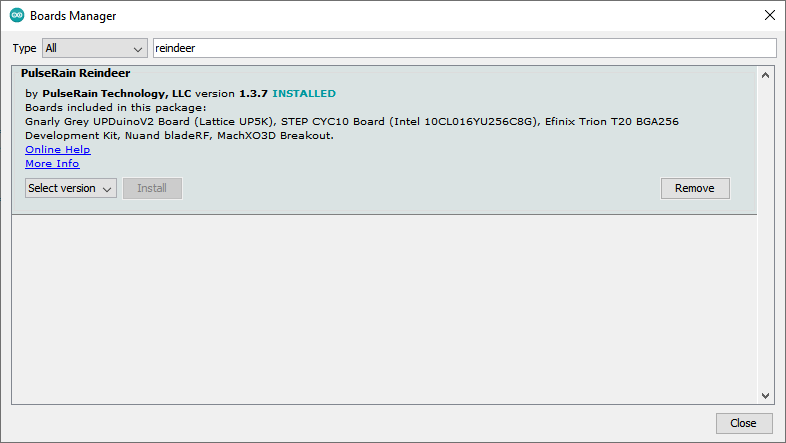 Boards Manager
Type All reindeer
PulseRain Reindeer
by PulseRain Technology, LLC version 1.3.7 INSTALLED
Boards included in this package:
Gnarly Grey UPDuinoV2 Board (Lattice UP5K), STEP CYC10 Board (Intel 10CL016YU256C8G), Efinix Trion T20 BGA256
Development Kit, Nuand bladeRF, MachXO3D Breakout.
Online Help
More Info
Select version Install Remove
Close